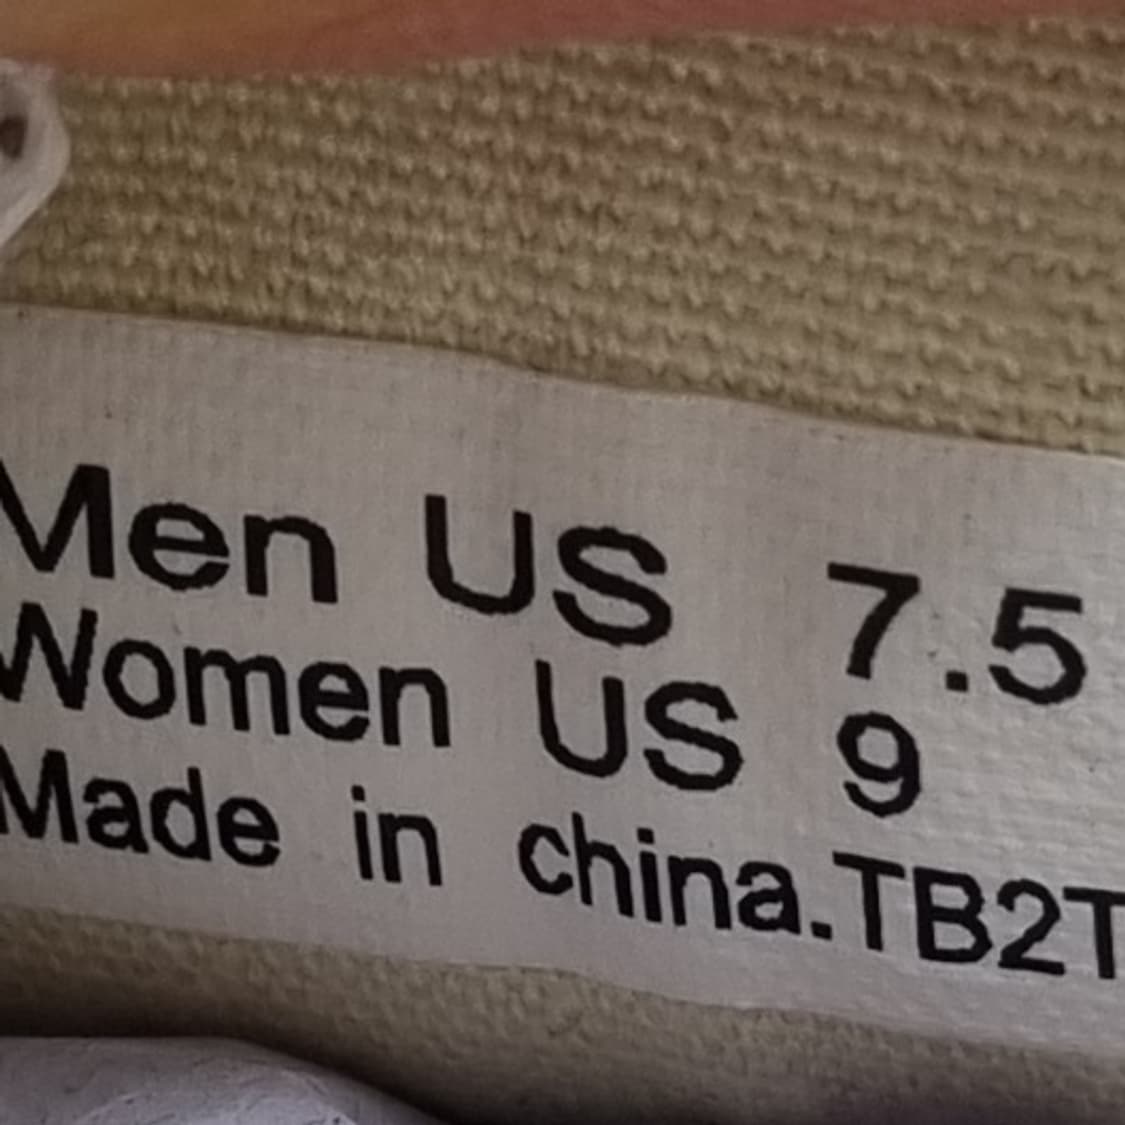 Men US 7.5
Women US 9
Made in china.TB2T